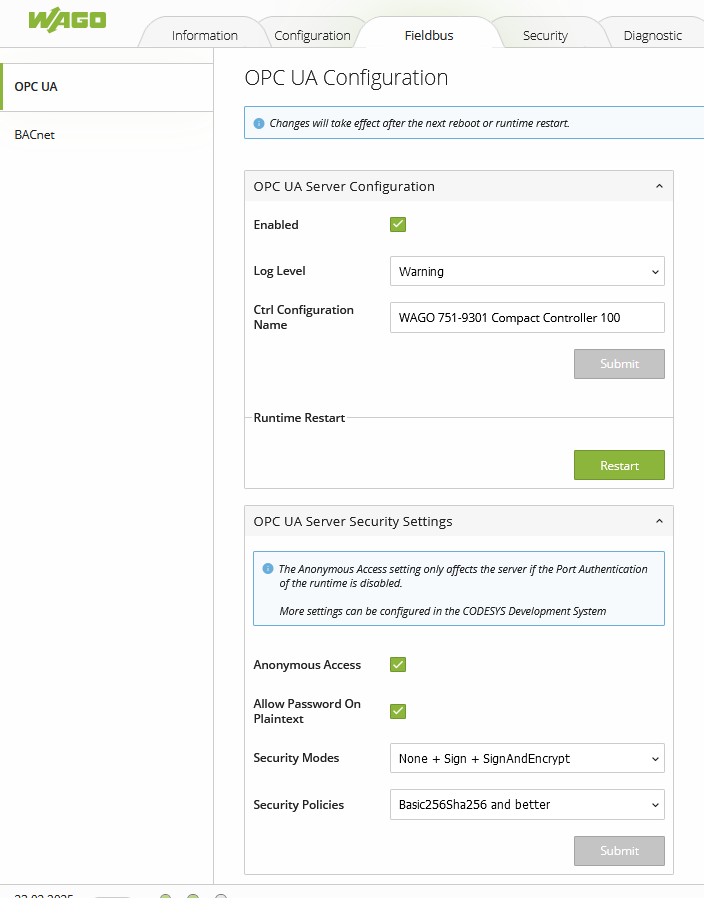 WAGO
Information
Configuration
Fieldbus
Security
Diagnostic
OPC UA
BACnet
OPC UA Configuration
Changes will take effect after the next reboot or runtime restart.
OPC UA Server Configuration
Enabled
Log Level
Warning
Ctrl Configuration
Name
WAGO 751-9301 Compact Controller 100
Submit
Runtime Restart
Restart
OPC UA Server Security Settings
The Anonymous Access setting only affects the server if the Port Authentication
of the runtime is disabled.
More settings can be configured in the CODESYS Development System
Anonymous Access
Allow Password On
Plaintext
Security Modes
None + Sign + SignAndEncrypt
Security Policies
Basic256Sha256 and better
Submit